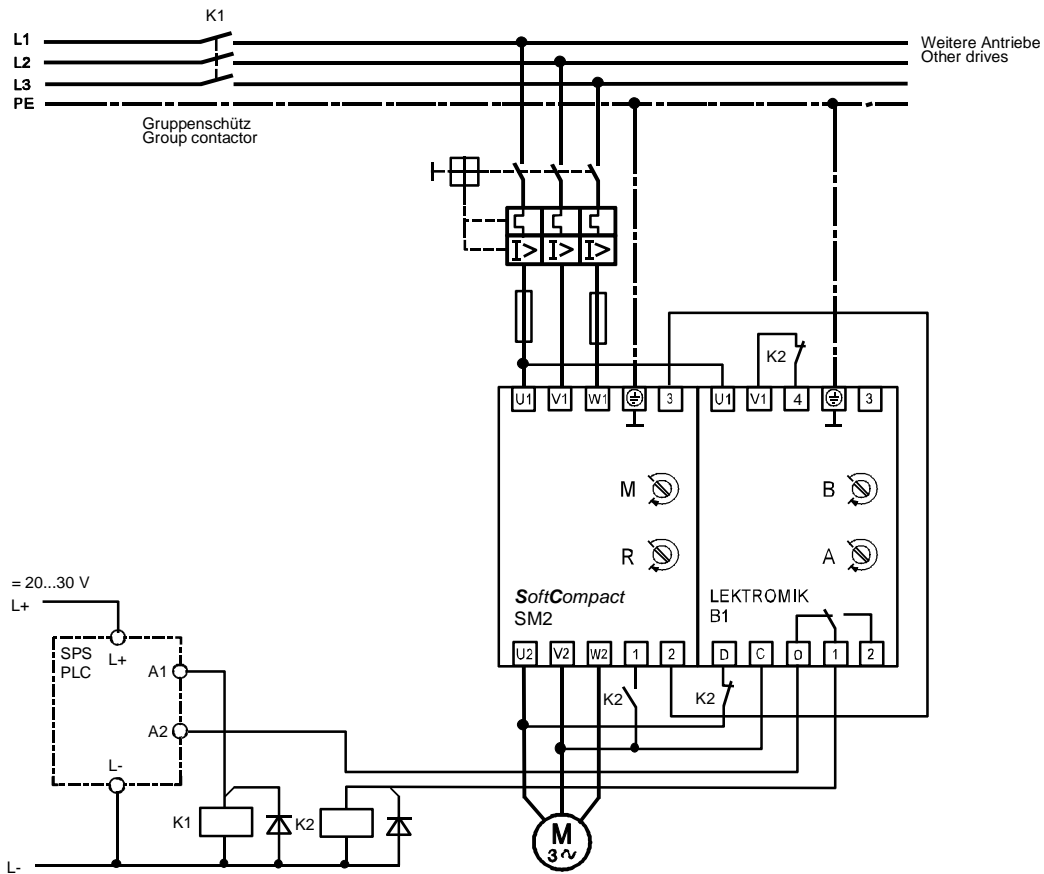 K1
L1
L2
L3
PE
Weitere Antriebe
Other drives
Gruppenschütz
Group contactor
I> I> I>
K2
U1 V1 W1 3 U1 V1 4 3
M B
R A
SoftCompact
SM2
LEKTROMIK
B1
U2 V2 W2 1 2 D C 0 1 2
K2 K2
= 20...30 V
L+
SPS
PLC
L+
A1
A2
L-
K1 K2
M
3~
L-